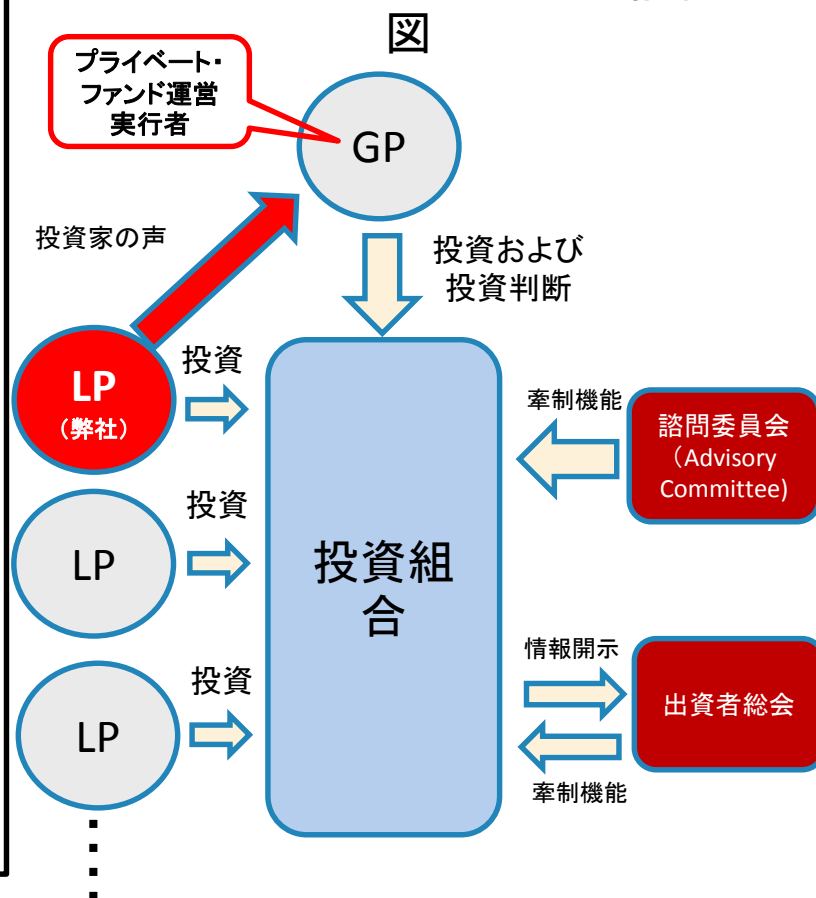 図
プライベート・
ファンド運営
実行者
GP
投資家の声
投資および
投資判断
LP
（弊社）
投資
牽制機能
諮問委員会
（Advisory
Committee)
LP
投資
投資組
合
情報開示
出資者総会
牽制機能
LP
投資